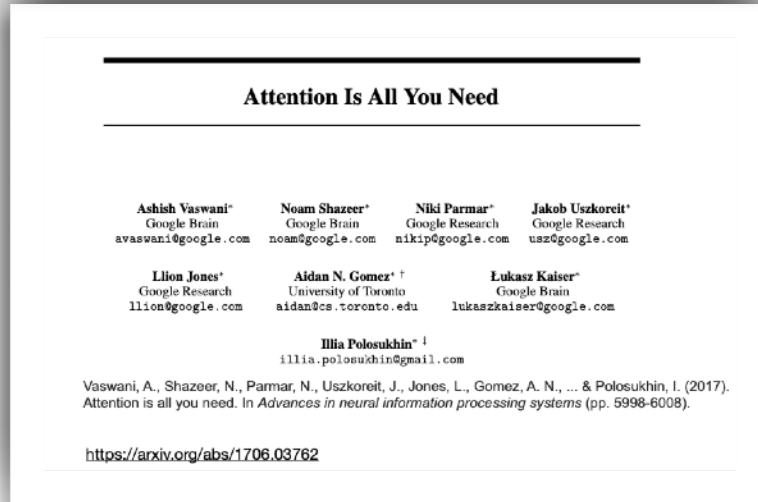 Attention Is All You Need
Ashish Vaswani* Noam Shazeer* Niki Parmar* Jakob Uszkoreit*
Google Brain Google Brain Google Research Google Research
avaswani@google.com noam@google.com nikip@google.com usz@google.com
Llion Jones* Aidan N. Gomez* † Łukasz Kaiser*
Google Research University of Toronto Google Brain
llion@google.com aidan@cs.toronto.edu lukaszkaiser@google.com
Illia Polosukhin* ‡
illia.polosukhin@gmail.com
Vaswani, A., Shazeer, N., Parmar, N., Uszkoreit, J., Jones, L., Gomez, A. N., ... & Polosukhin, I. (2017).
Attention is all you need. In Advances in neural information processing systems (pp. 5998-6008).
https://arxiv.org/abs/1706.03762